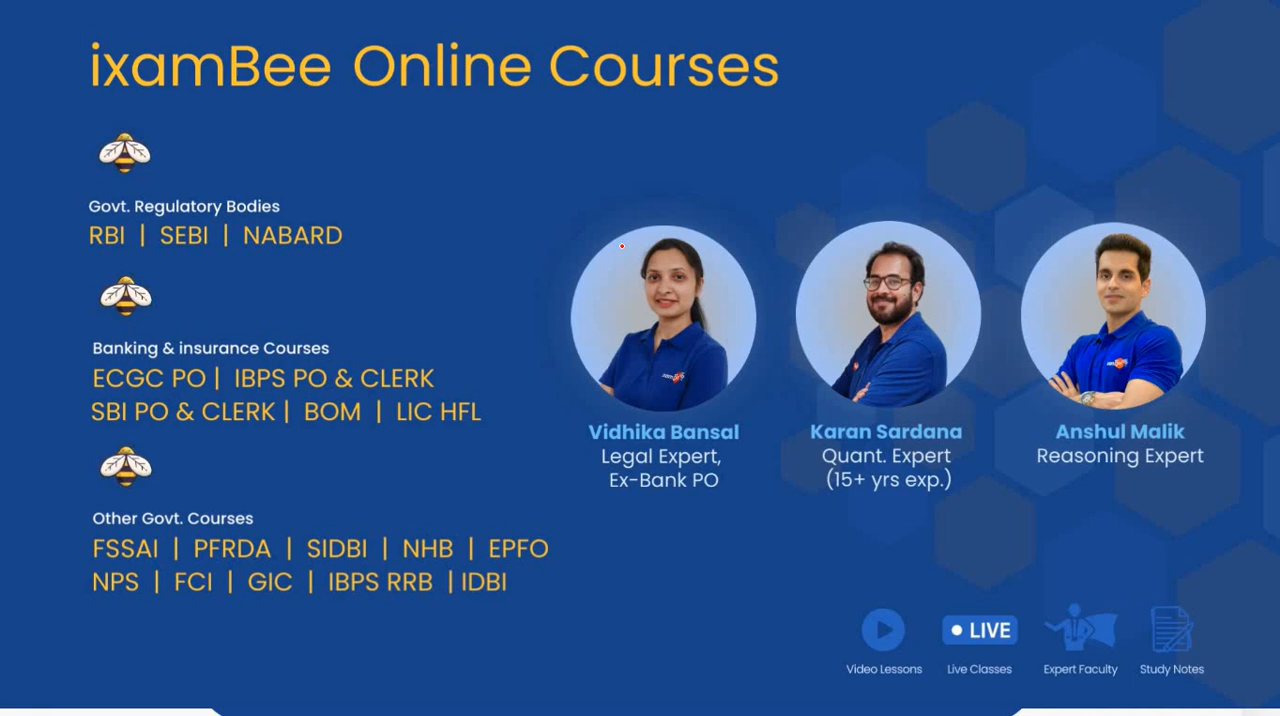 ixamBee Online Courses
Govt. Regulatory Bodies
RBI | SEBI | NABARD
Banking & insurance Courses
ECGC PO | IBPS PO & CLERK
SBI PO & CLERK | BOM | LIC HFL
Other Govt. Courses
FSSAI | PFRDA | SIDBI | NHB | EPFO
NPS | FCI | GIC | IBPS RRB | IDBI
Vidhika Bansal
Legal Expert,
Ex-Bank PO
Karan Sardana
Quant. Expert
(15+ yrs exp.)
Anshul Malik
Reasoning Expert
LIVE
Video Lessons
Live Classes
Expert Faculty
Study Notes